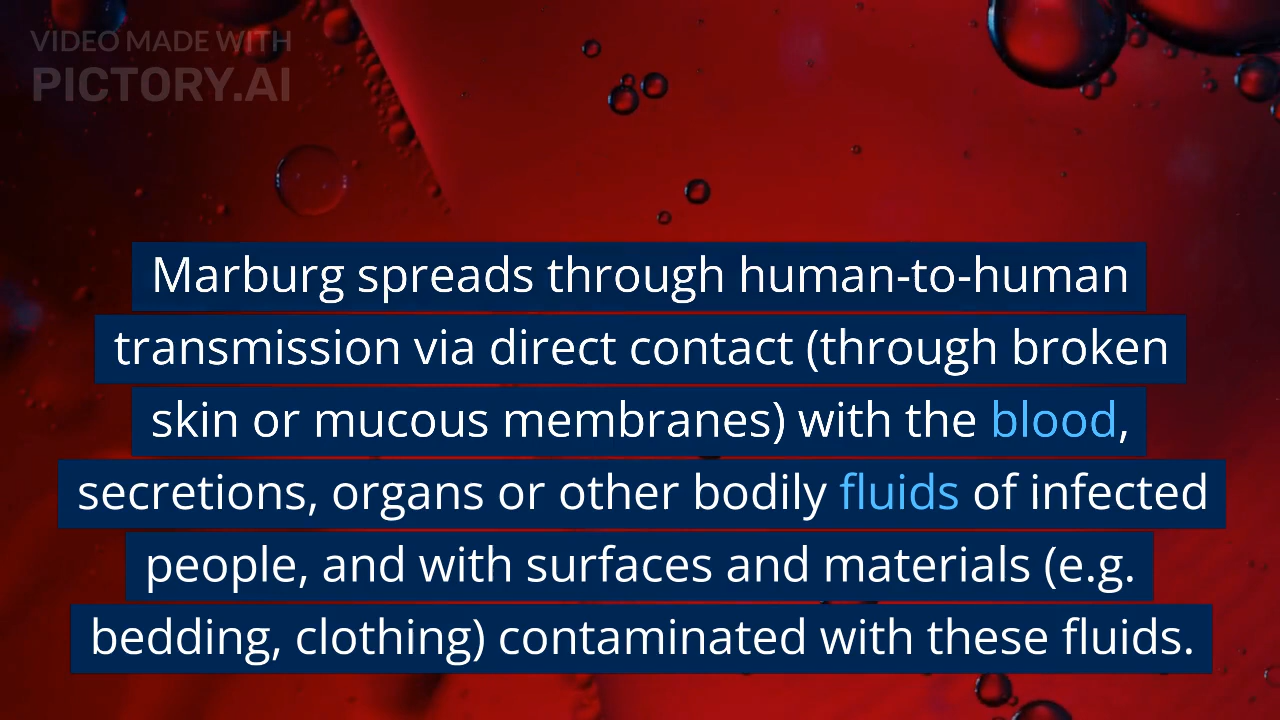 VIDEO MADE WITH
PICTORY.AI
Marburg spreads through human-to-human
transmission via direct contact (through broken
skin or mucous membranes) with the blood,
secretions, organs or other bodily fluids of infected
people, and with surfaces and materials (e.g.
bedding, clothing) contaminated with these fluids.